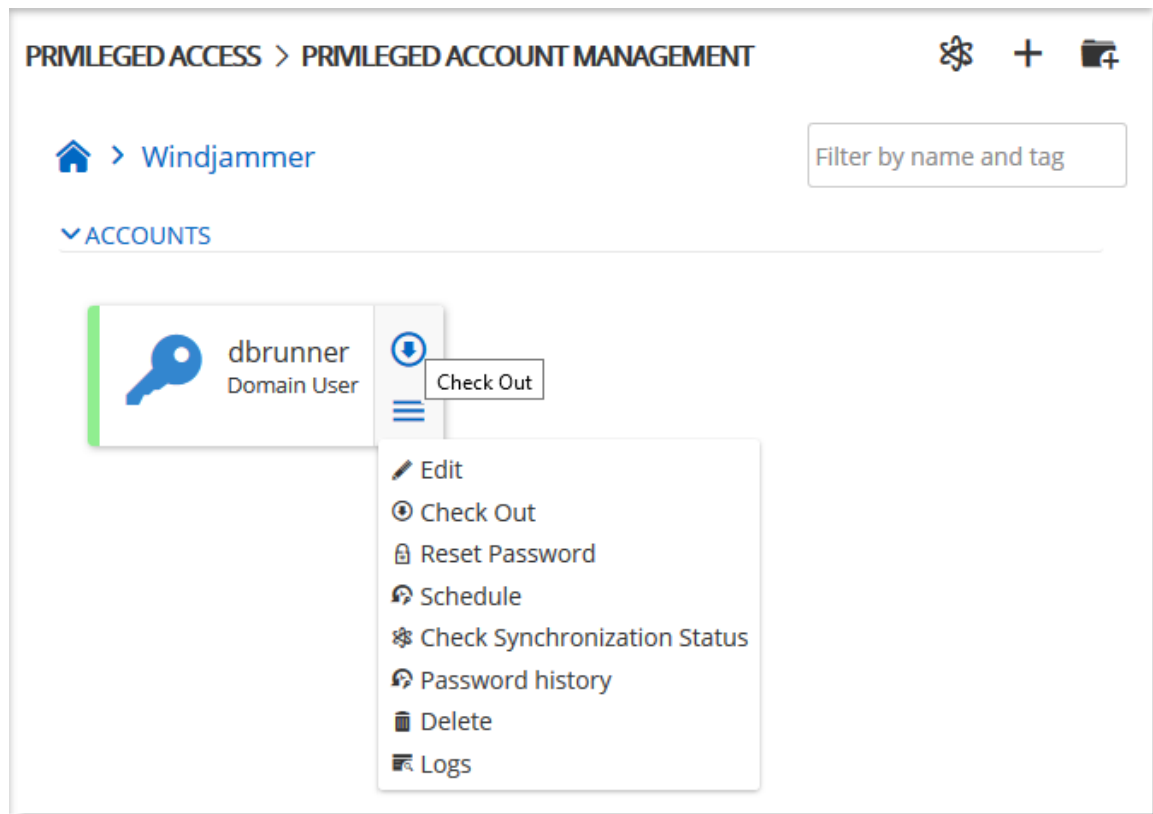 PRIVILEGED ACCESS > PRIVILEGED ACCOUNT MANAGEMENT
> Windjammer
Filter by name and tag
ACCOUNTS
dbrunner
Domain User
Check Out
Edit
Check Out
Reset Password
Schedule
Check Synchronization Status
Password history
Delete
Logs